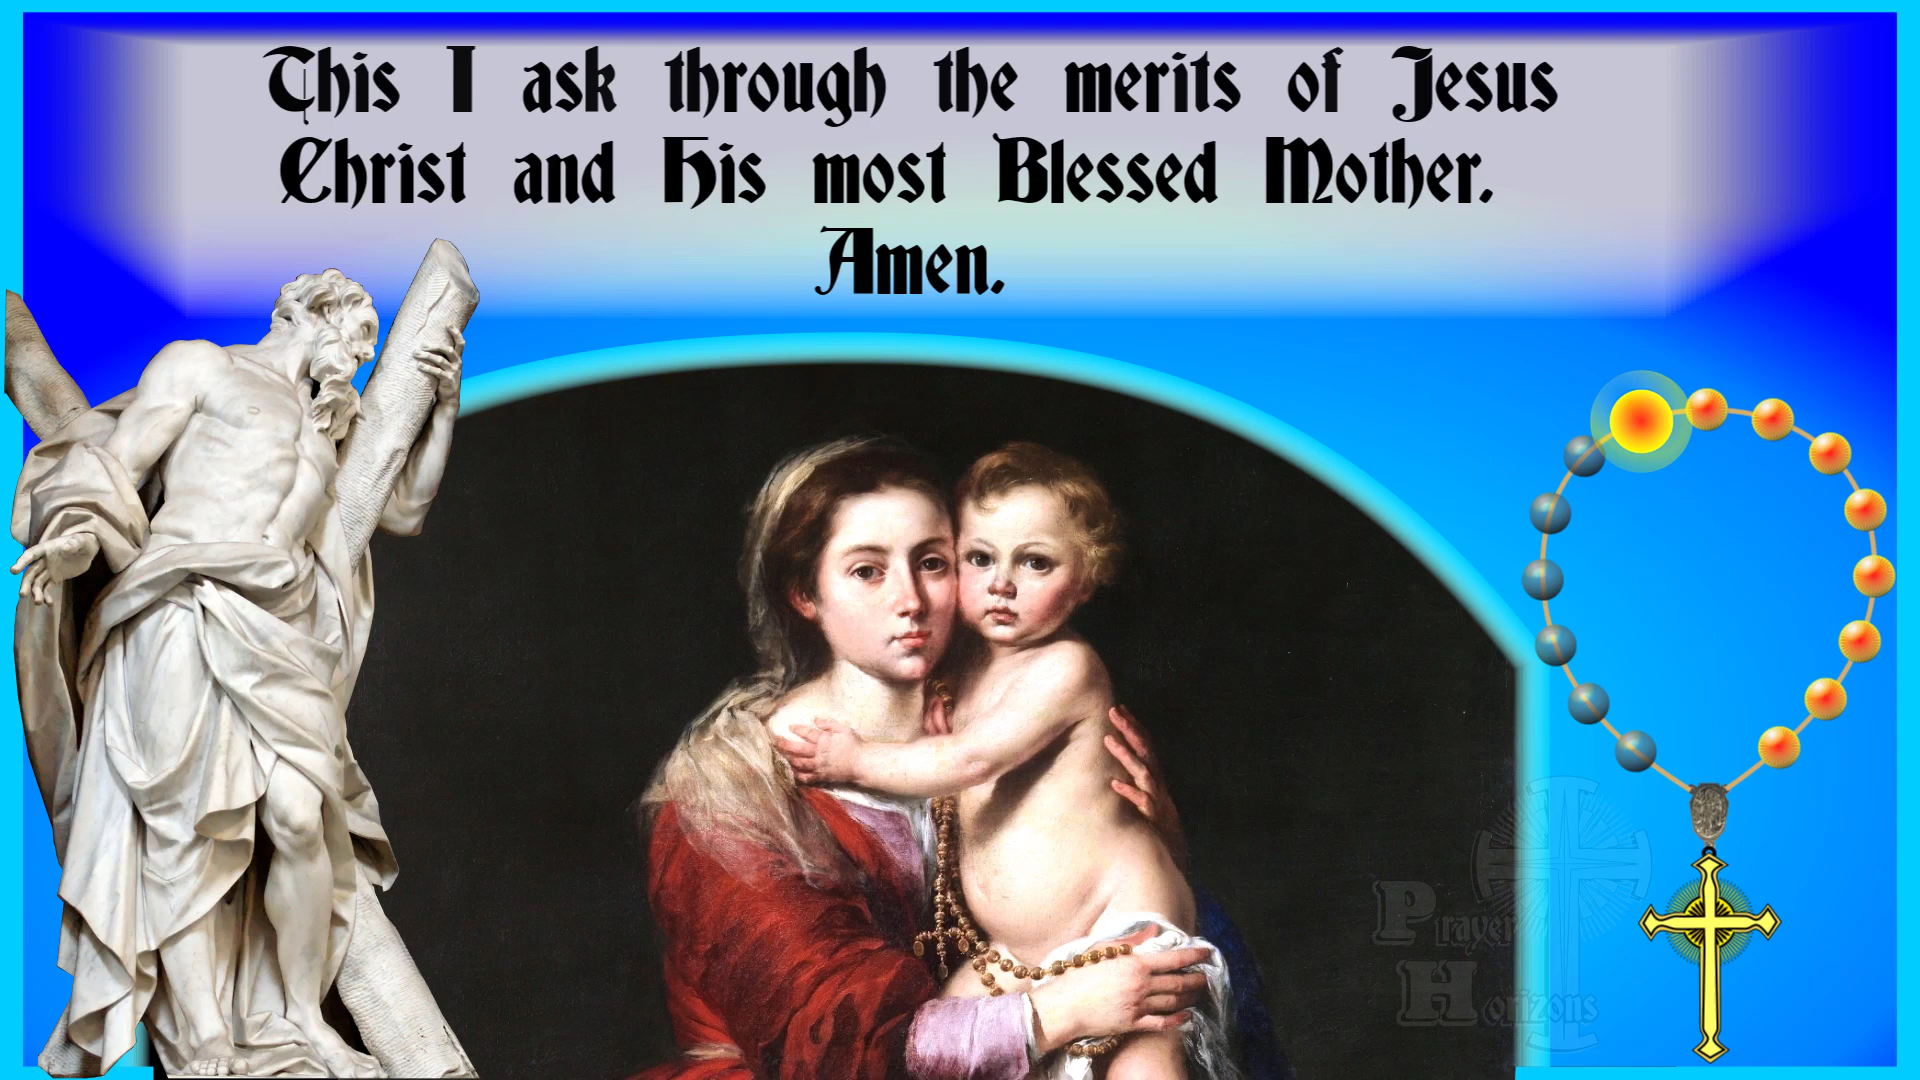 This I ask through the merits of Jesus
Christ and His most Blessed Mother.
Amen.
Prayer
Horizons